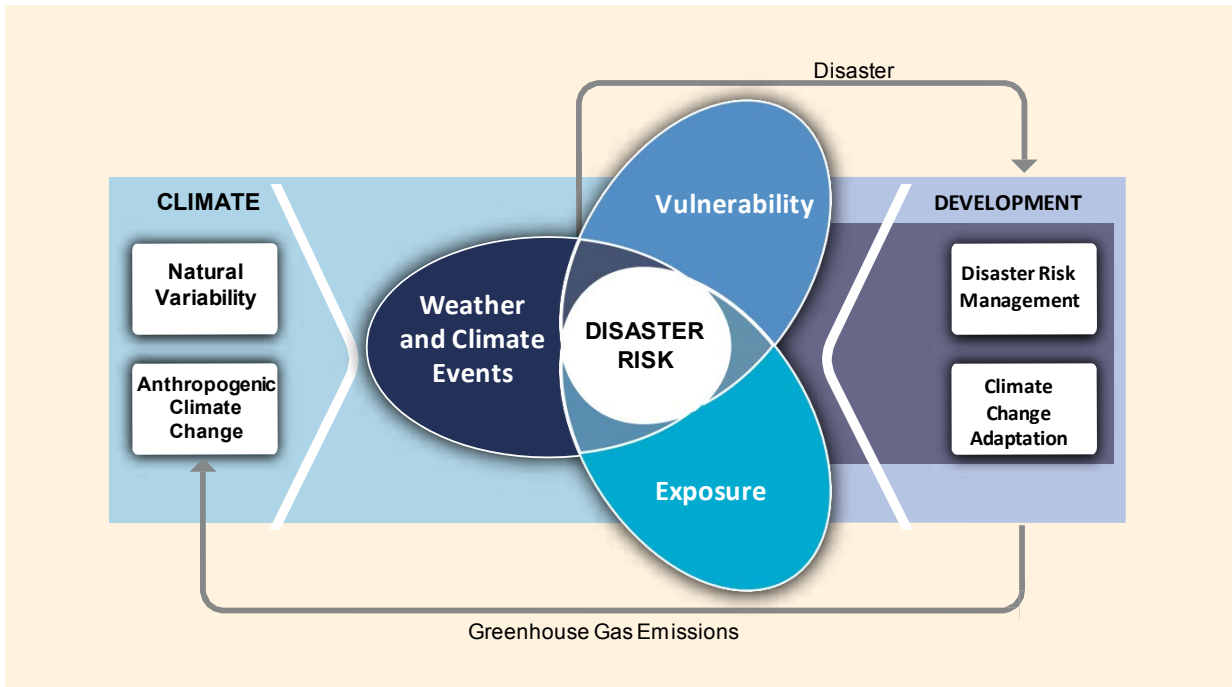 Disaster
CLIMATE
Natural
Variability
Anthropogenic
Climate
Change
Weather
and Climate
Events
Vulnerability
DISASTER
RISK
Exposure
DEVELOPMENT
Disaster Risk
Management
Climate
Change
Adaptation
Greenhouse Gas Emissions